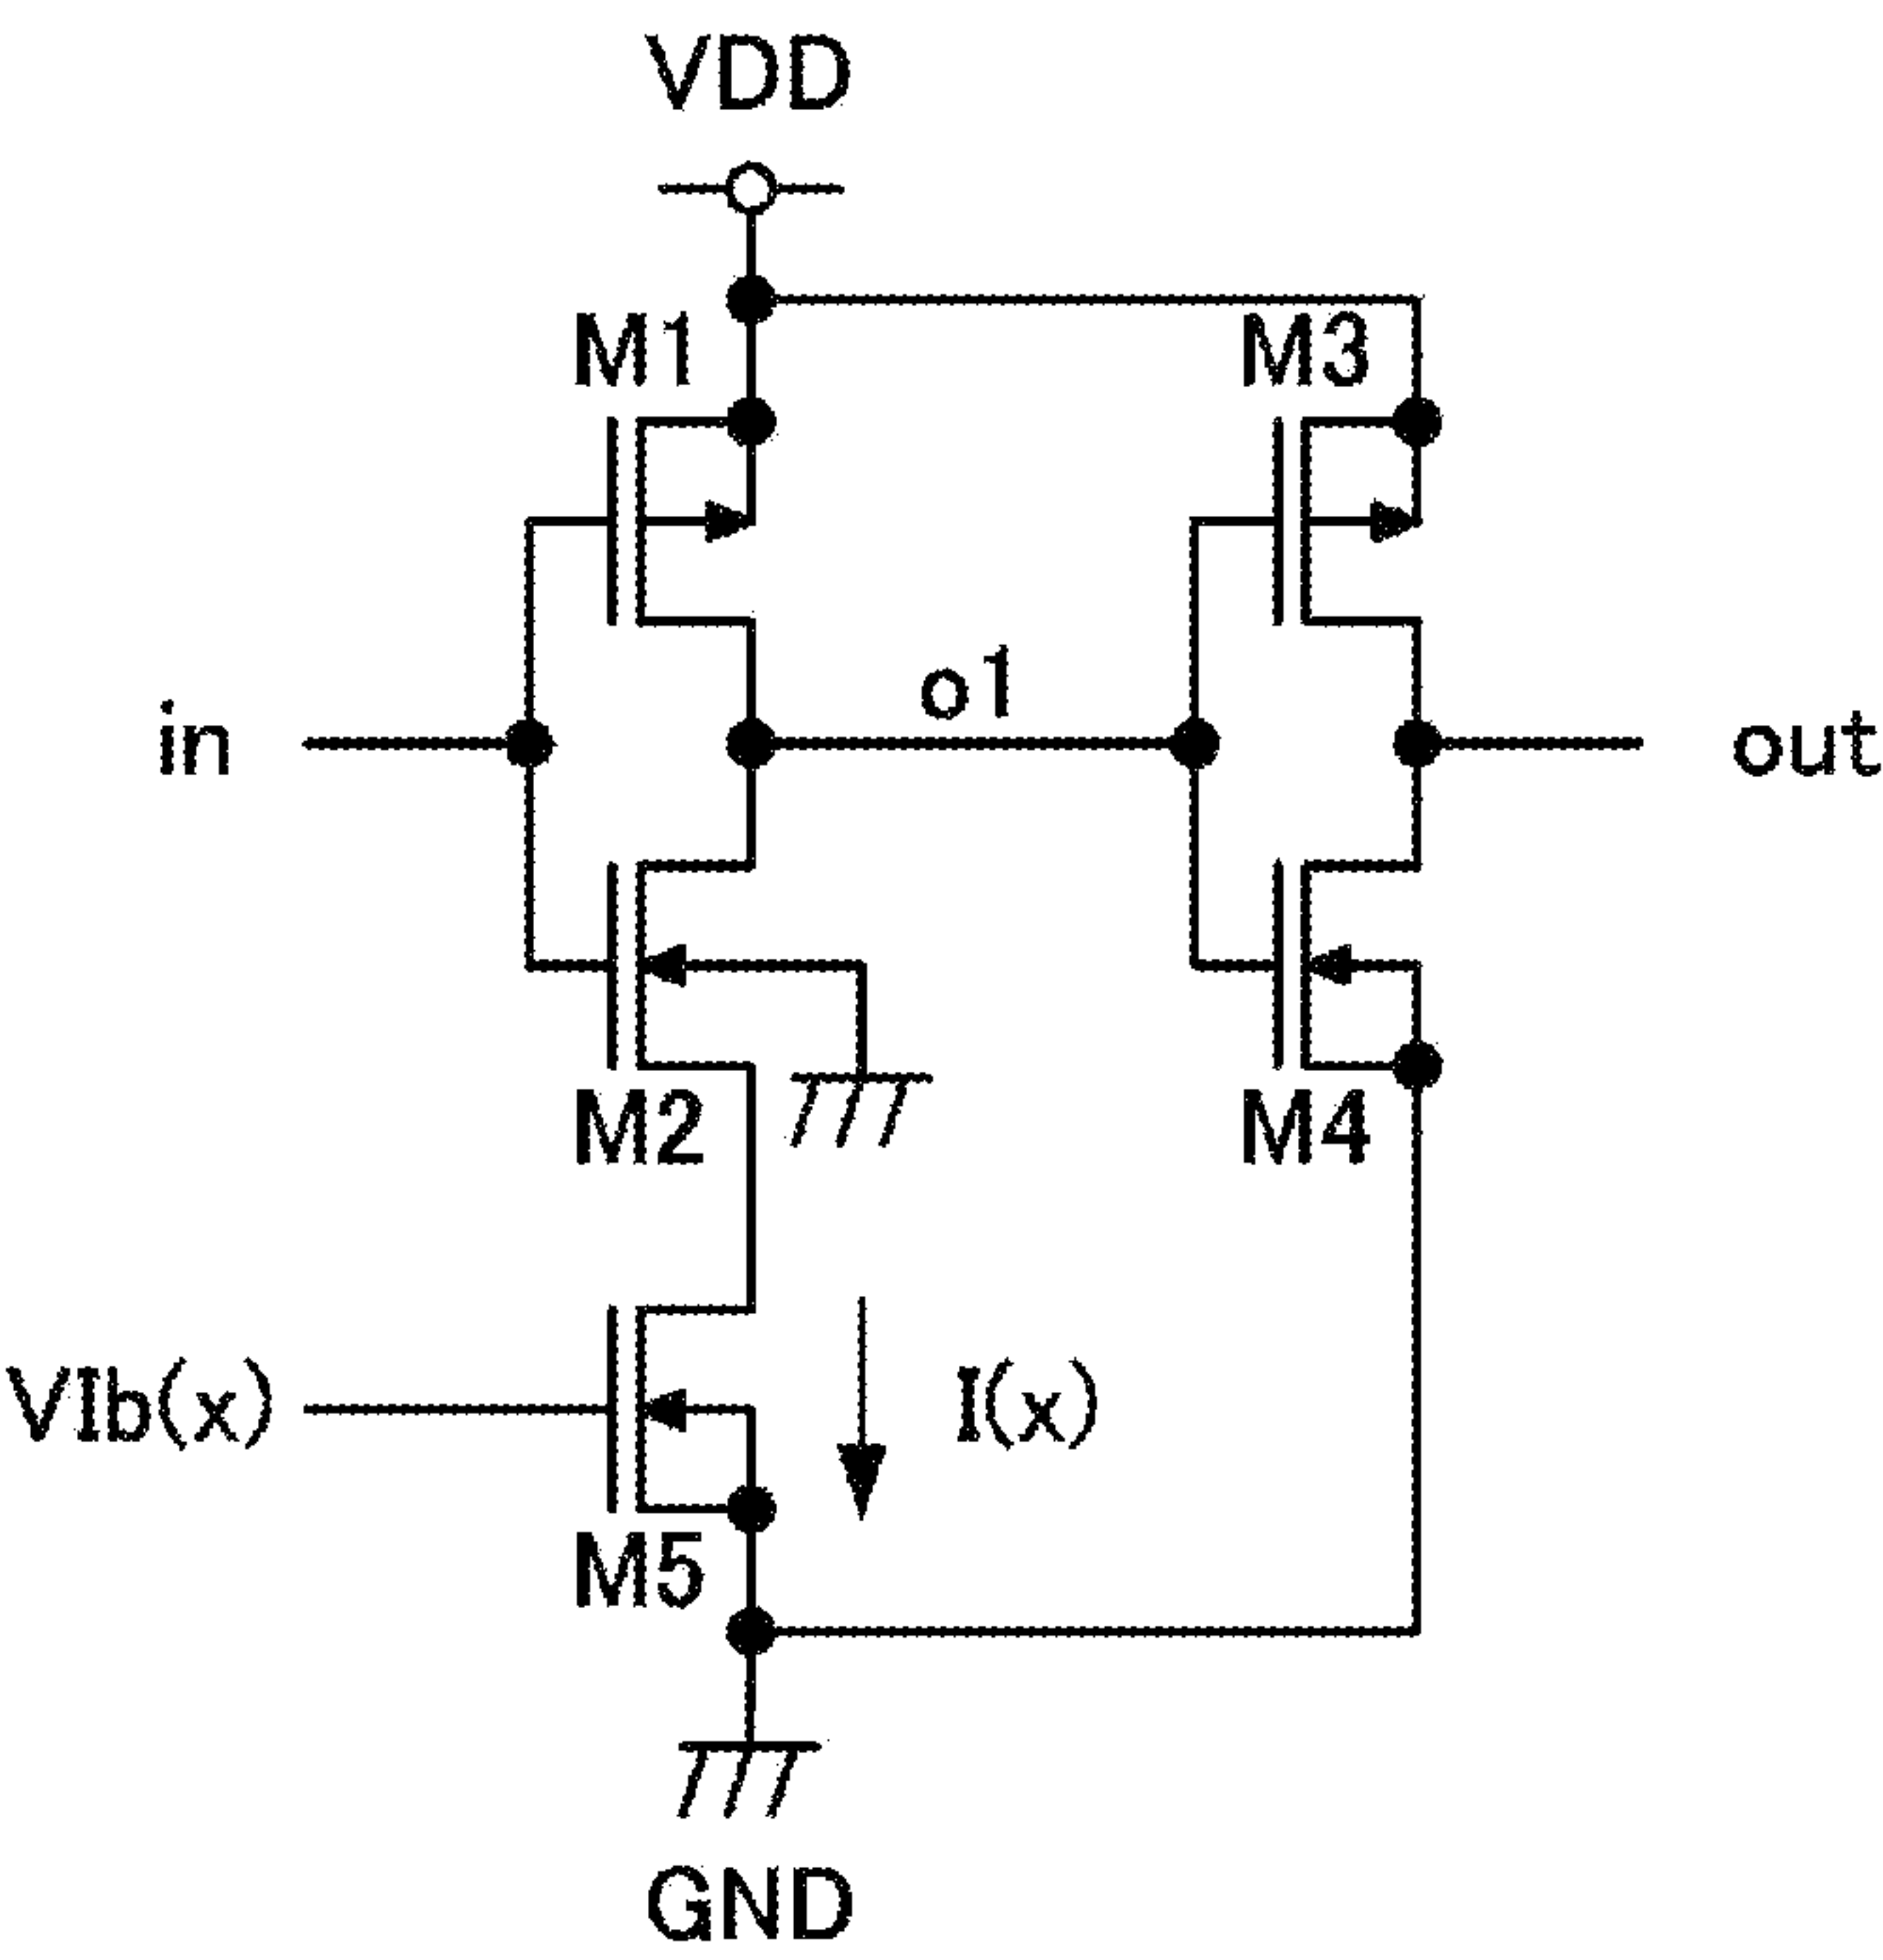 VDD
M1
M3
in
o1
out
M2
M4
VIb(x)
I(x)
M5
GND